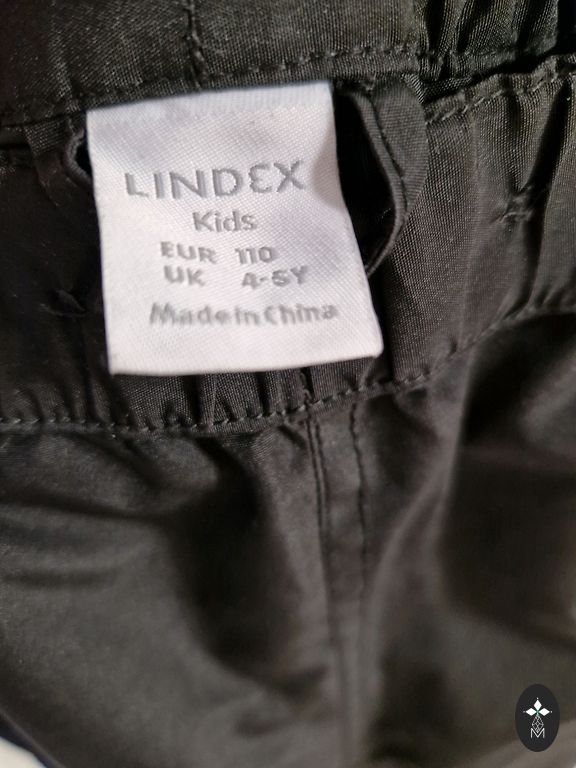 LINDEX
Kids
EUR 110
UK 4-5Y
Made in China
M